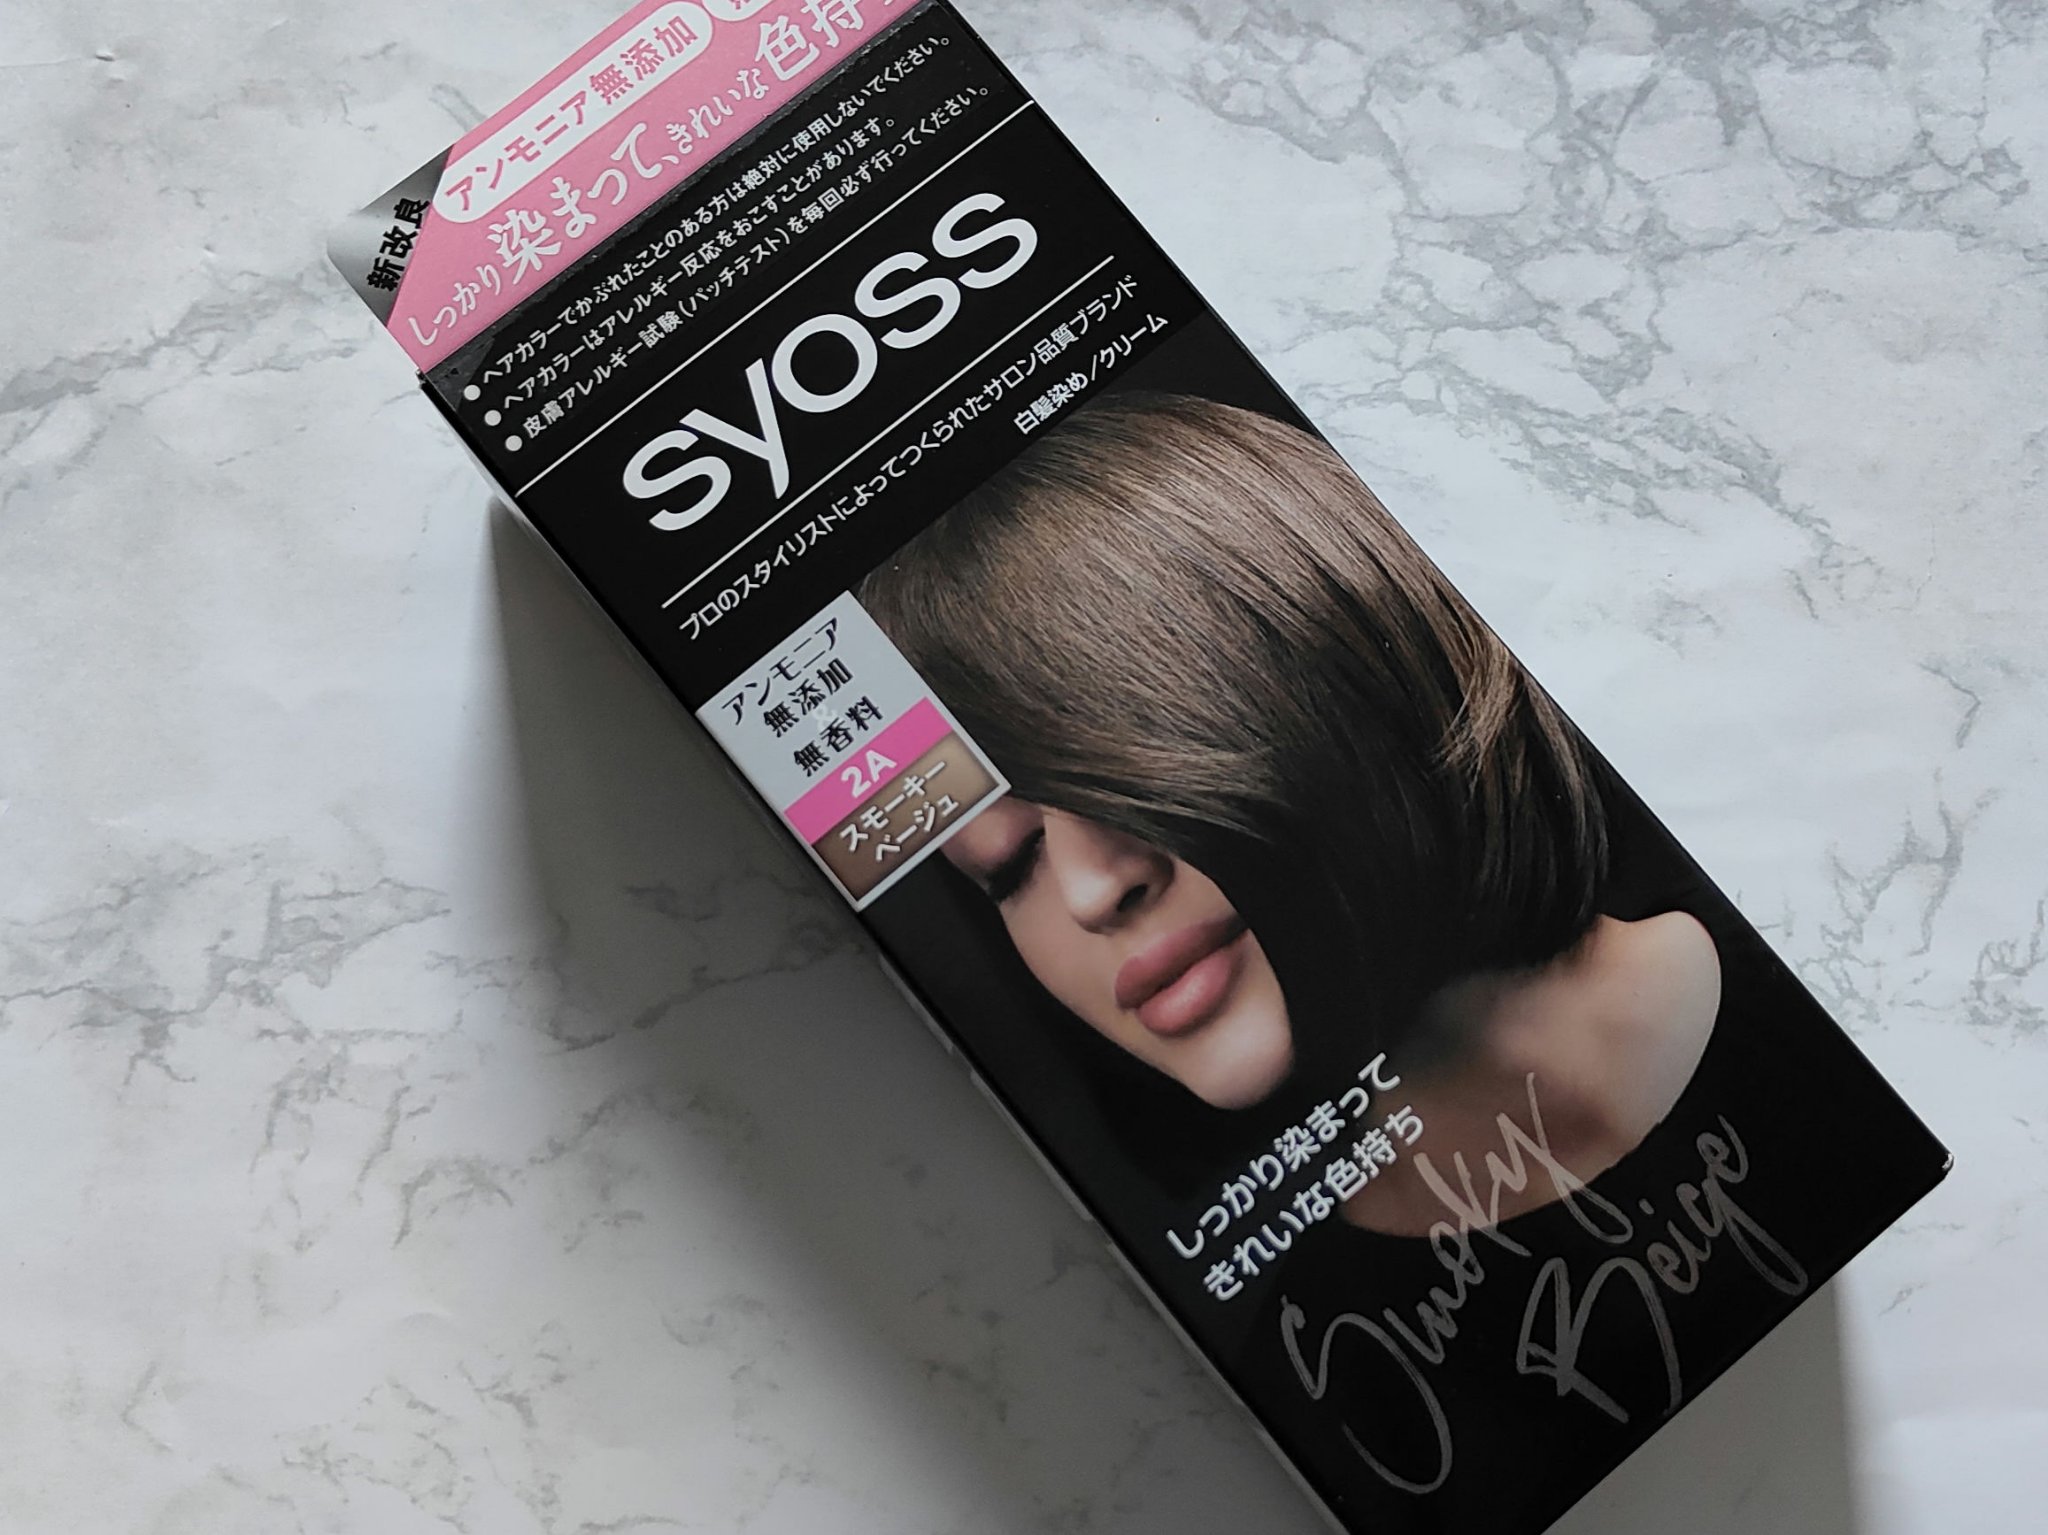 新改良
アンモニア無添加
しっかり染まって、きれいな色持
●ヘアカラーでかぶれたことのある方は絶対に使用しないでください。
●ヘアカラーはアレルギー反応をおこすことがあります。
●皮膚アレルギー試験(パッチテスト)を毎回必ず行ってください。
syoss
プロのスタイリストによってつくられたサロン品質ブランド
白髪染め/クリーム
アンモニア
無添加
&
無香料
2A
スモーキー
ベージュ
しっかり染まって
きれいな色持ち
Smoky
Beige